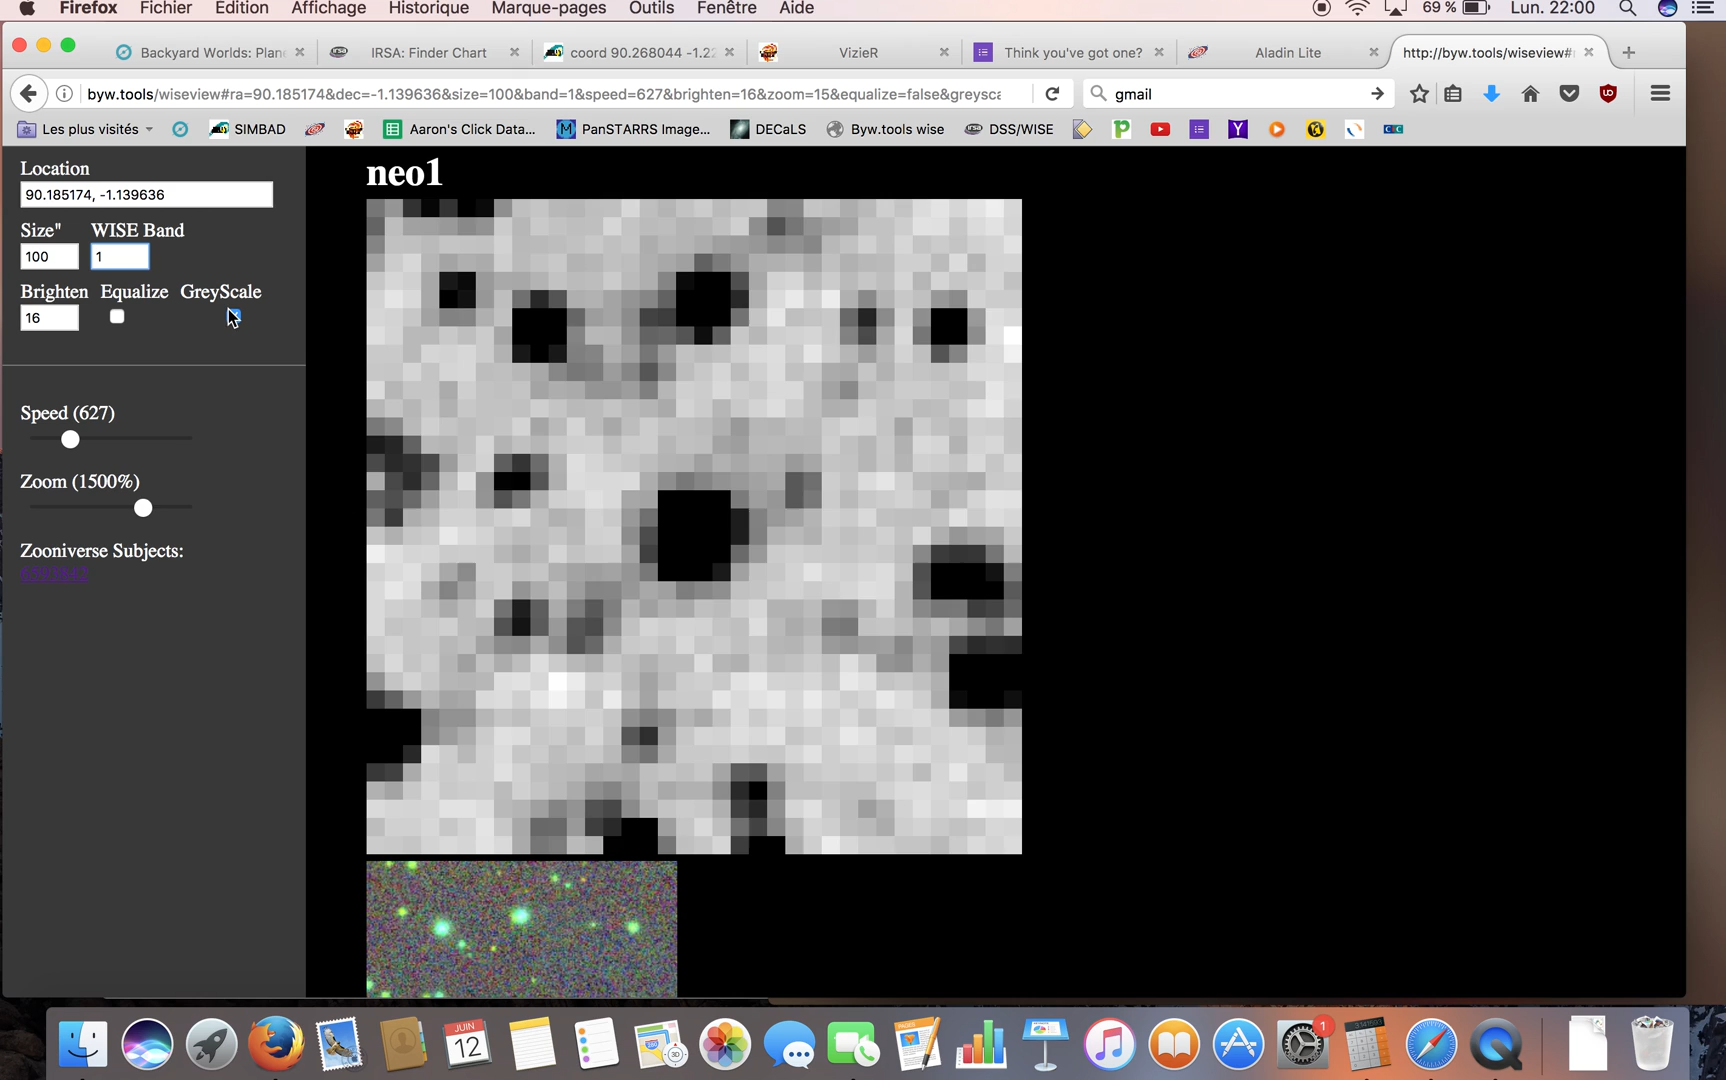 Firefox Fichier Edition Affichage Historique Marque-pages Outils Fenêtre Aide 69 % Lun. 22:00
Backyard Worlds: Plan IRSA: Finder Chart coord 90.268044 -1.22 VizieR Think you've got one? Aladin Lite http://byw.tools/wiseview#
byw.tools/wiseview#ra=90.185174&dec=-1.139636&size=100&band=1&speed=627&brighten=16&zoom=15&equalize=false&greysca gmail
Les plus visités SIMBAD Aaron's Click Data... PanSTARRS Image... DECaLS Byw.tools wise DSS/WISE
Location
90.185174, -1.139636
Size" WISE Band
100 1
Brighten Equalize GreyScale
16
Speed (627)
Zoom (1500%)
Zooniverse Subjects:
neo1
JUIN
12
1
PAGES